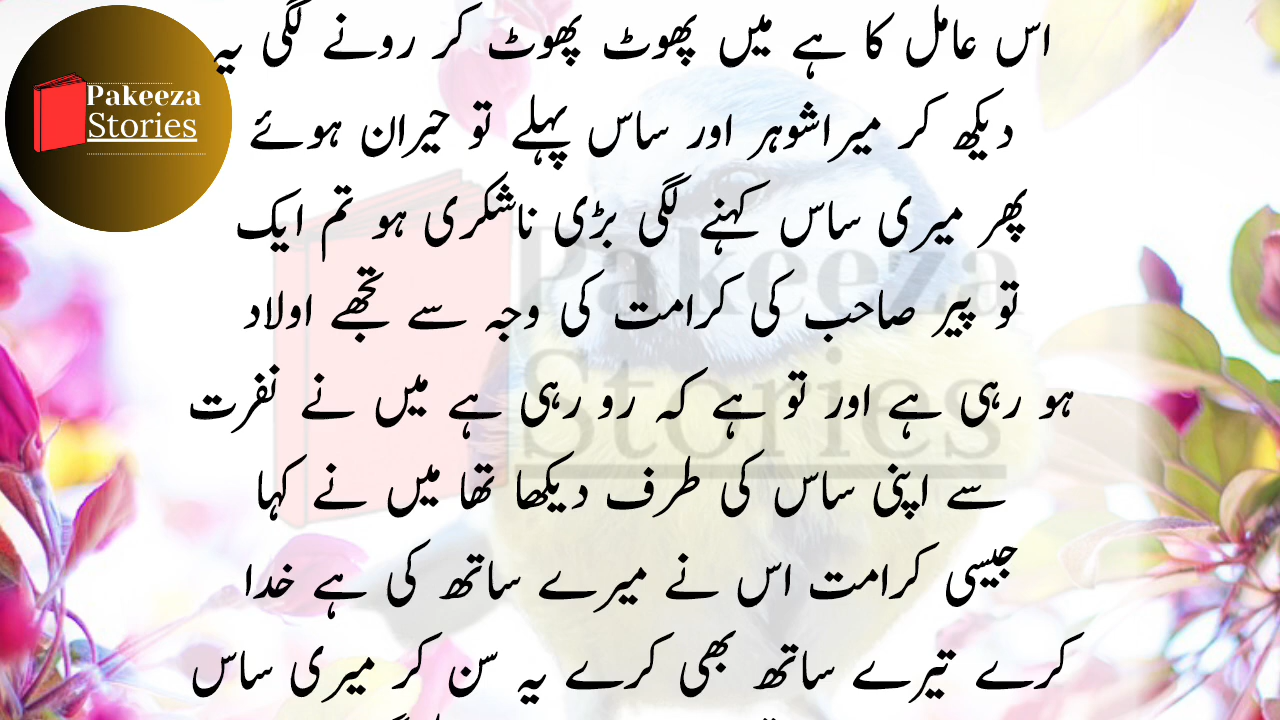 Pakeeza
Stories
اس عامل کا ہے میں پھوٹ پھوٹ کر رونے لگی یہ
دیکھ کر میراشوہر اور ساس پہلے تو حیران ہوئے
پھر میری ساس کہنے لگی بڑی ناشکری ہو تم ایک
تو پیر صاحب کی کرامت کی وجہ سے تجھے اولاد
ہو رہی ہے اور تو ہے کہ رو رہی ہے میں نے نفرت
سے اپنی ساس کی طرف دیکھا تھا میں نے کہا
جیسی کرامت اس نے میرے ساتھ کی ہے خدا
کرے تیرے ساتھ بھی کرے یہ سن کر میری ساس
Pakeeza
Stories